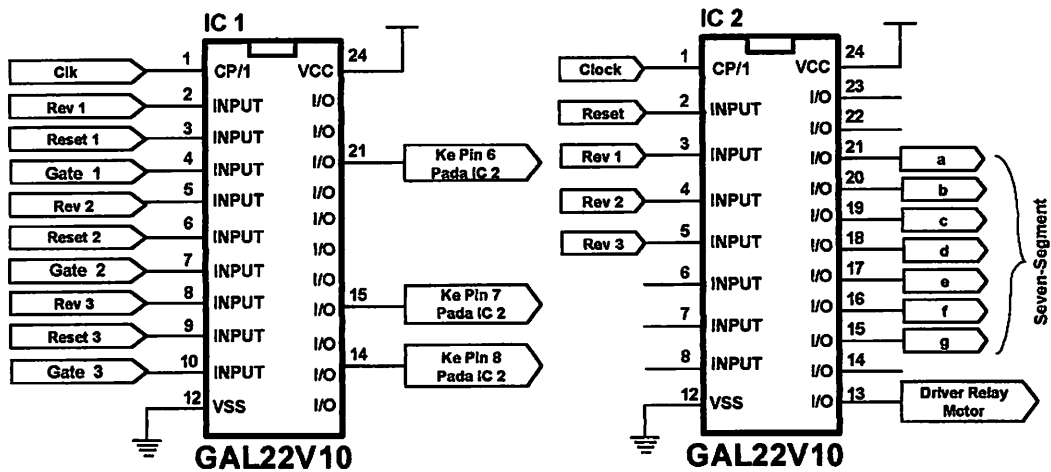 IC 1
Clk 1 CP/1 VCC 24
Rev 1 2 INPUT I/O
Reset 1 3 INPUT I/O
Gate 1 4 INPUT I/O 21 Ke Pin 6
Pada IC 2
Rev 2 5 INPUT I/O
Reset 2 6 INPUT I/O
Gate 2 7 INPUT I/O
Rev 3 8 INPUT I/O 15 Ke Pin 7
Pada IC 2
Reset 3 9 INPUT I/O
Gate 3 10 INPUT I/O 14 Ke Pin 8
Pada IC 2
12 VSS I/O
GAL22V10
IC 2
Clock 1 CP/1 VCC 24
I/O 23
Reset 2 INPUT
I/O 22
Rev 1 3 INPUT I/O 21 a
Rev 2 4 INPUT I/O 20 b
I/O 19 c
Rev 3 5 INPUT I/O 18 d
6 INPUT I/O 17 e
I/O 16 f
7 INPUT I/O 15 g
8 INPUT I/O 14
12 VSS I/O 13 Driver Relay
Motor
GAL22V10
Seven-Segment